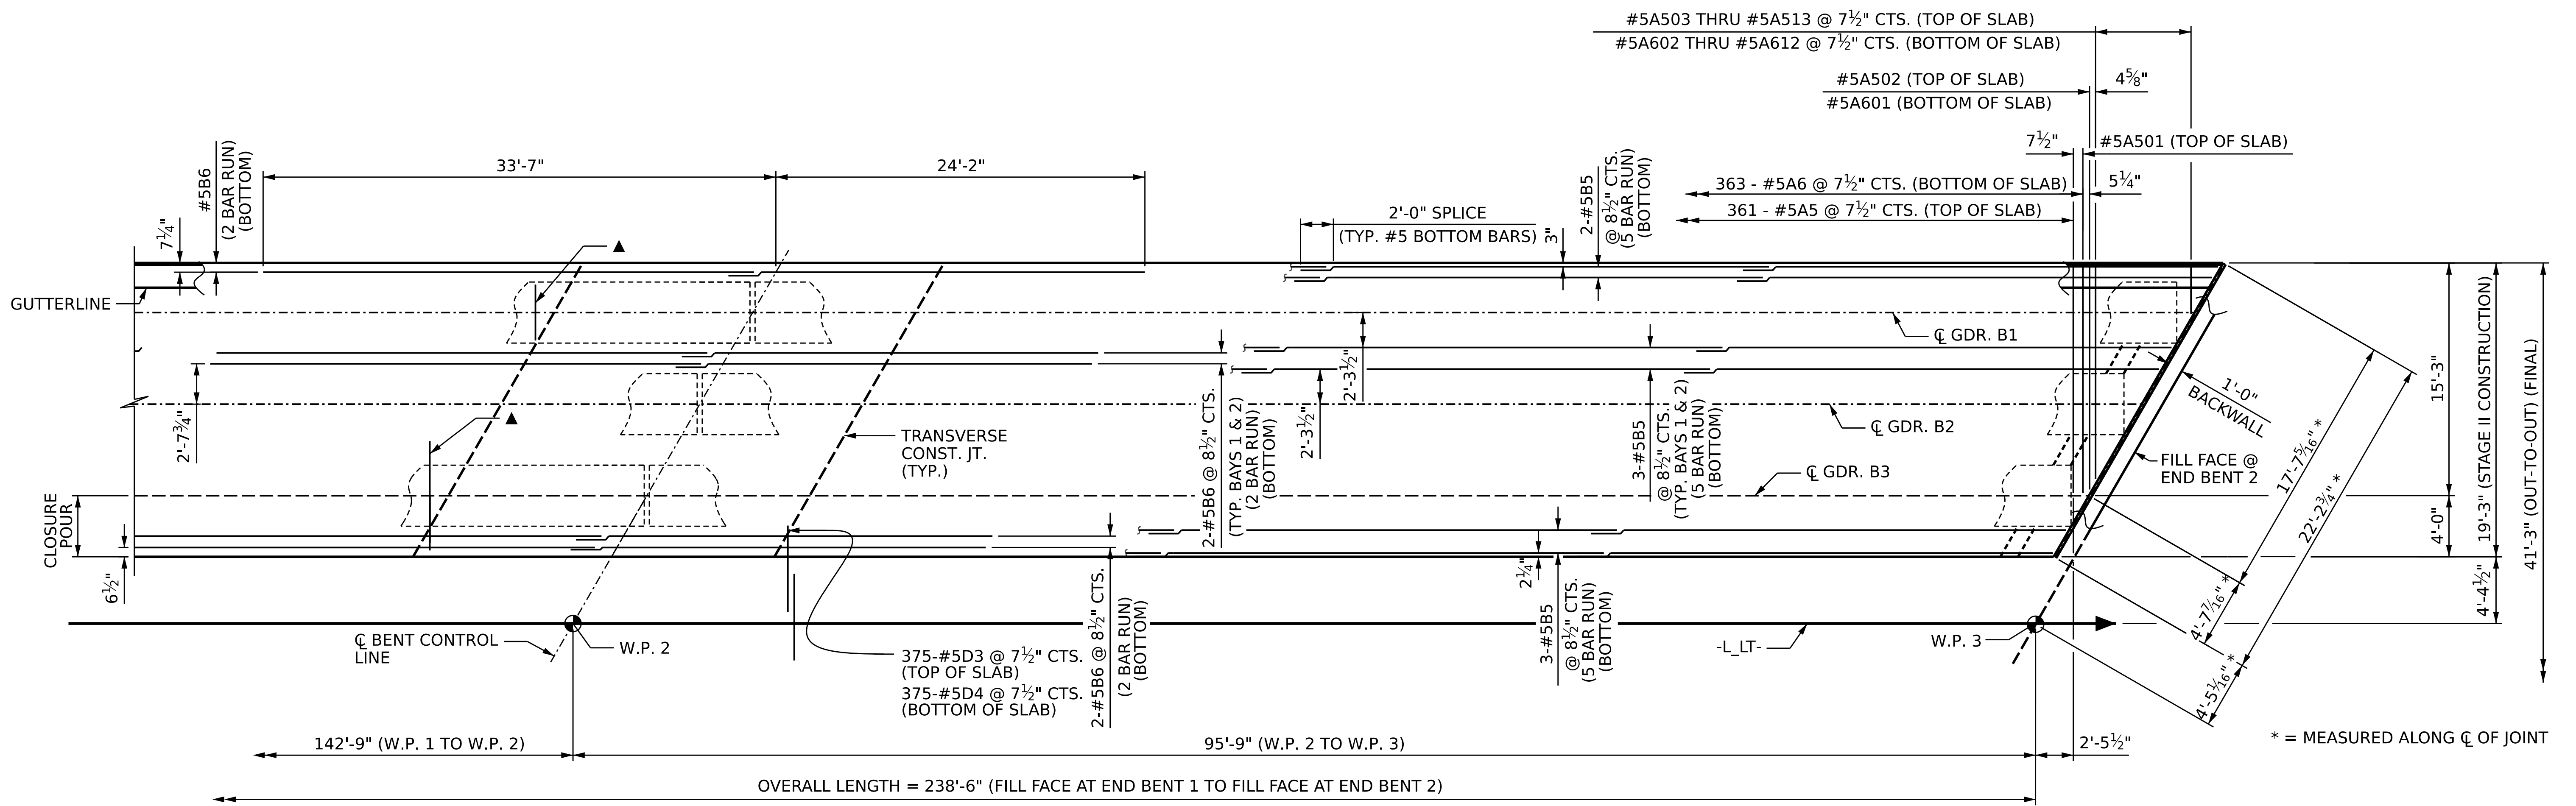 #5A503 THRU #5A513 @ 7½" CTS. (TOP OF SLAB)
#5A602 THRU #5A612 @ 7½" CTS. (BOTTOM OF SLAB)
#5A502 (TOP OF SLAB)
4⅝"
#5A601 (BOTTOM OF SLAB)
7½"
#5A501 (TOP OF SLAB)
363 - #5A6 @ 7½" CTS. (BOTTOM OF SLAB)
5¼"
361 - #5A5 @ 7½" CTS. (TOP OF SLAB)
7¼"
#5B6
(2 BAR RUN)
(BOTTOM)
33'-7"
24'-2"
2'-0" SPLICE
(TYP. #5 BOTTOM BARS)
3"
2-#5B5
@ 8½" CTS.
(5 BAR RUN)
(BOTTOM)
▲
GUTTERLINE
℄ GDR. B1
2'-7¾"
▲
2'-3½"
2'-3½"
℄ GDR. B2
1'-0"
BACKWALL
TRANSVERSE
CONST. JT.
(TYP.)
2-#5B6 @ 8½" CTS.
(TYP. BAYS 1 & 2)
(2 BAR RUN)
(BOTTOM)
3-#5B5
@ 8½" CTS.
(TYP. BAYS 1 & 2)
(5 BAR RUN)
(BOTTOM)
℄ GDR. B3
FILL FACE @
END BENT 2
17'-7⁵⁄₁₆" *
22'-2¾" *
15'-3"
19'-3" (STAGE II CONSTRUCTION)
41'-3" (OUT-TO-OUT) (FINAL)
CLOSURE
POUR
6½"
4'-0"
4'-4½"
4'-7⁷⁄₁₆" *
4'-5¹⁄₁₆" *
2¼"
3-#5B5
@ 8½" CTS.
(5 BAR RUN)
(BOTTOM)
2-#5B6 @ 8½" CTS.
(2 BAR RUN)
(BOTTOM)
℄ BENT CONTROL
LINE
W.P. 2
375-#5D3 @ 7½" CTS.
(TOP OF SLAB)
375-#5D4 @ 7½" CTS.
(BOTTOM OF SLAB)
-L_LT-
W.P. 3
142'-9" (W.P. 1 TO W.P. 2)
95'-9" (W.P. 2 TO W.P. 3)
2'-5½"
* = MEASURED ALONG ℄ OF JOINT
OVERALL LENGTH = 238'-6" (FILL FACE AT END BENT 1 TO FILL FACE AT END BENT 2)